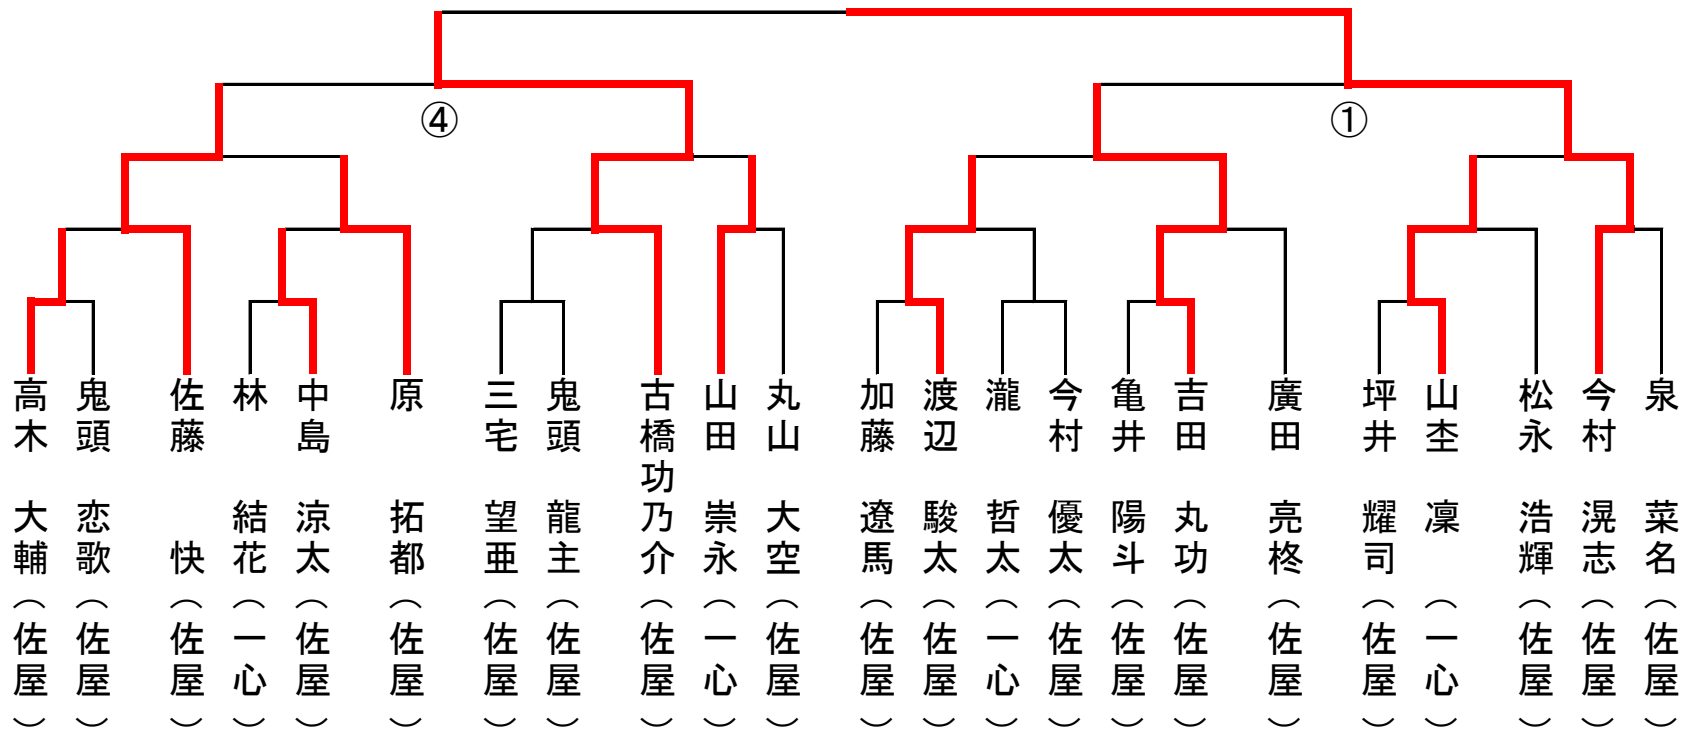 ④
①
高木 大輔（佐屋）
鬼頭 恋歌（佐屋）
佐藤 快（佐屋）
林 結花（一心）
中島 涼太（佐屋）
原 拓都（佐屋）
三宅 望亜（佐屋）
鬼頭 龍主（佐屋）
古橋功乃介（佐屋）
山田 崇永（一心）
丸山 大空（佐屋）
加藤 遼馬（佐屋）
渡辺 駿太（佐屋）
瀧 哲太（一心）
今村 優太（佐屋）
亀井 陽斗（佐屋）
吉田 丸功（佐屋）
廣田 亮柊（佐屋）
坪井 耀司（佐屋）
山杢 凜（一心）
松永 浩輝（佐屋）
今村 滉志（佐屋）
泉 菜名（佐屋）